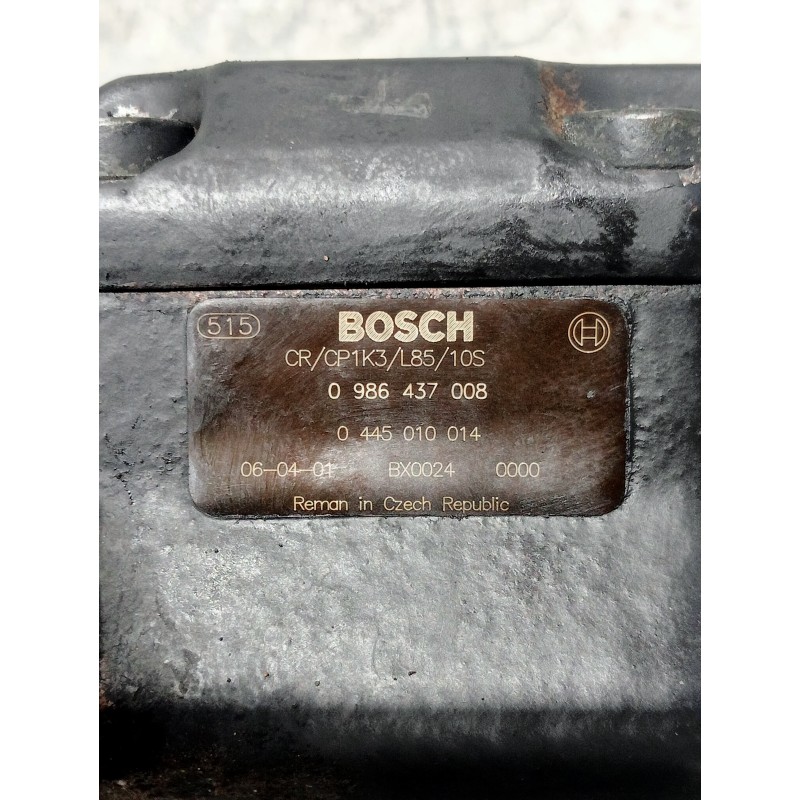 515 BOSCH H
CR/CP1K3/L85/10S
0 986 437 008
0 445 010 014
06-04-01 BX0024 0000
Reman in Czech Republic